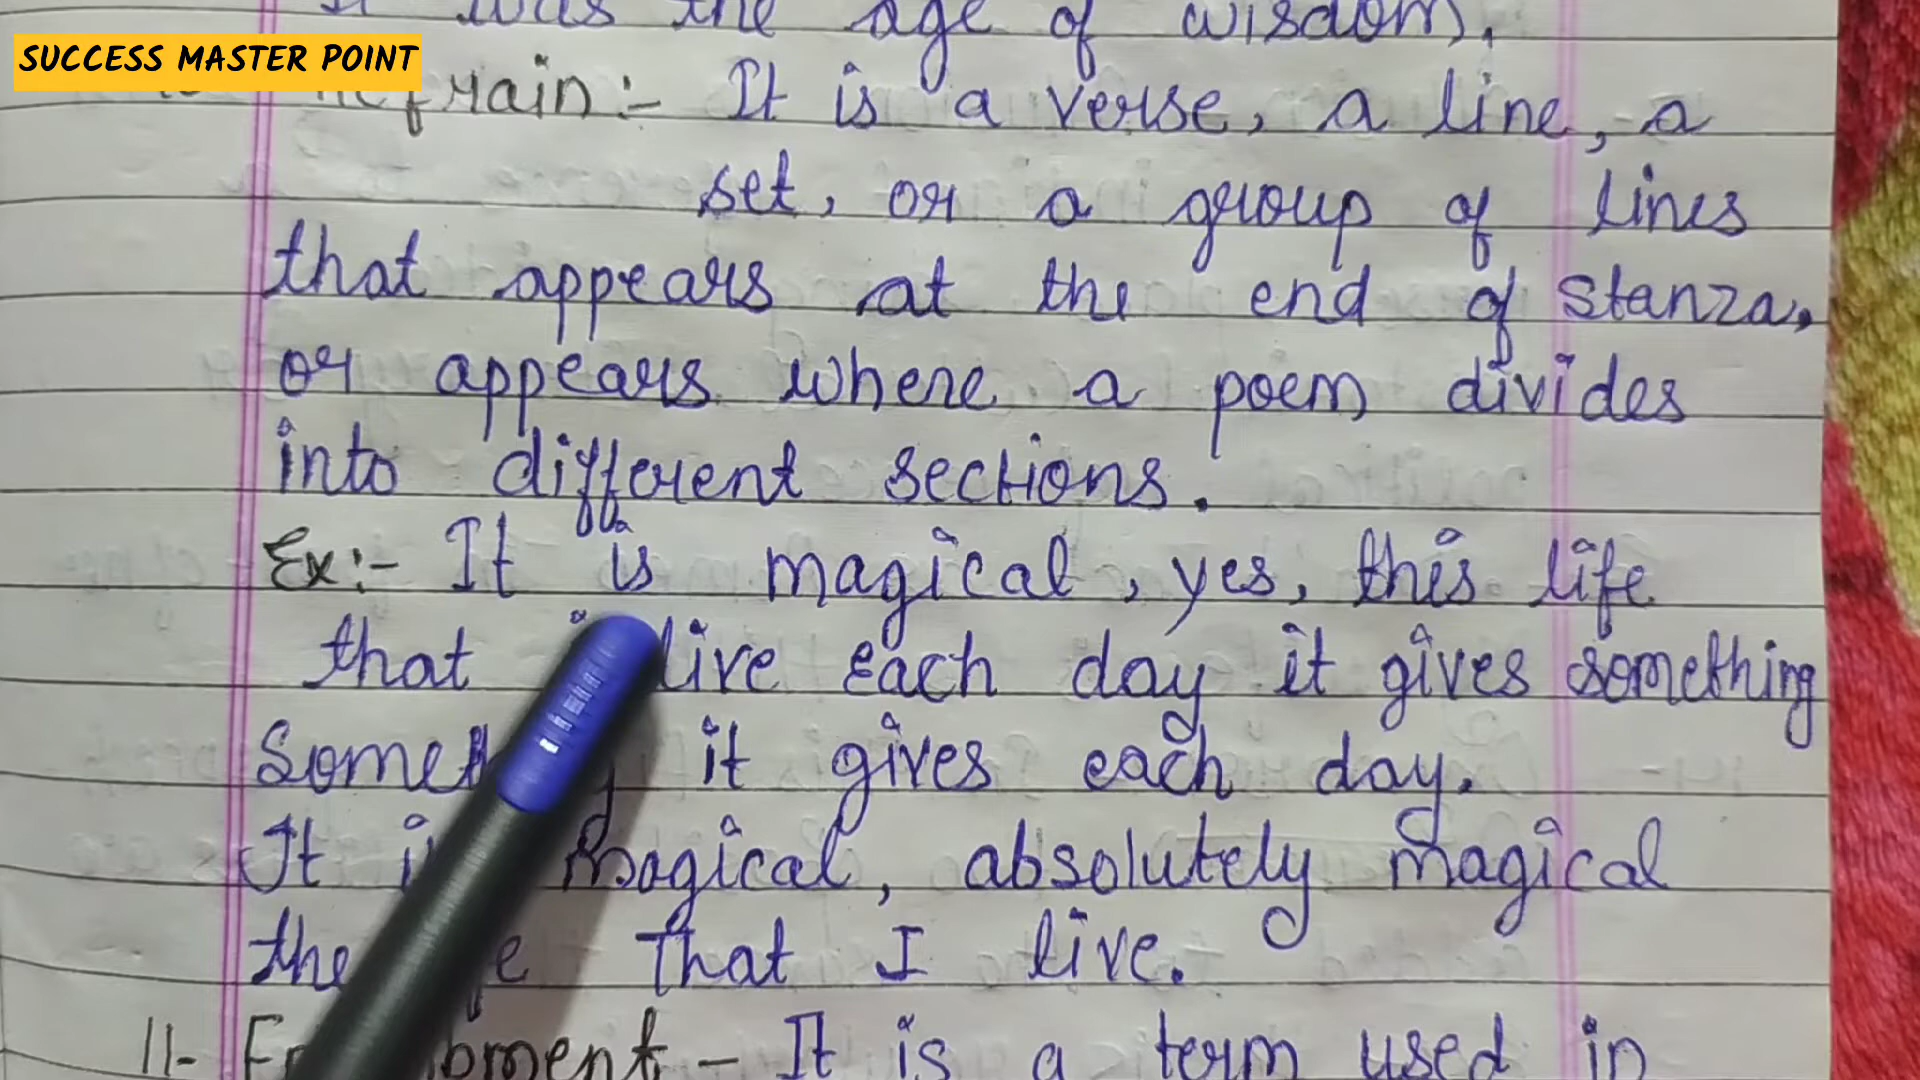 It was the age of wisdom.
SUCCESS MASTER POINT
Refrain:- It is a verse, a line, a
set, or a group of lines
that appears at the end of stanza,
or appears where a poem divides
into different sections.
Ex:- It is magical, yes, this life
that live each day it gives something
it gives each day.
It magical, absolutely magical
that I live.
11- - It is a term used in